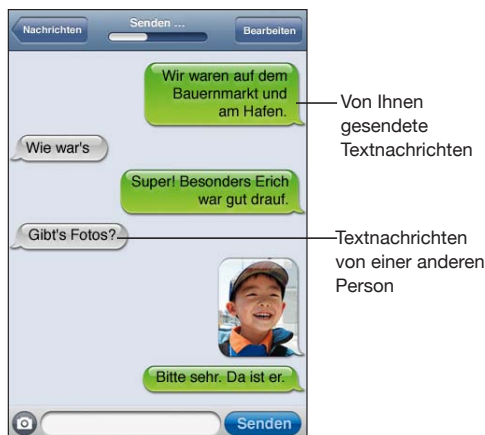 Nachrichten
Senden ...
Bearbeiten
Wir waren auf dem
Bauernmarkt und
am Hafen.
Von Ihnen
gesendete
Textnachrichten
Wie war's
Super! Besonders Erich
war gut drauf.
Gibt's Fotos?
Textnachrichten
von einer anderen
Person
Bitte sehr. Da ist er.
Senden